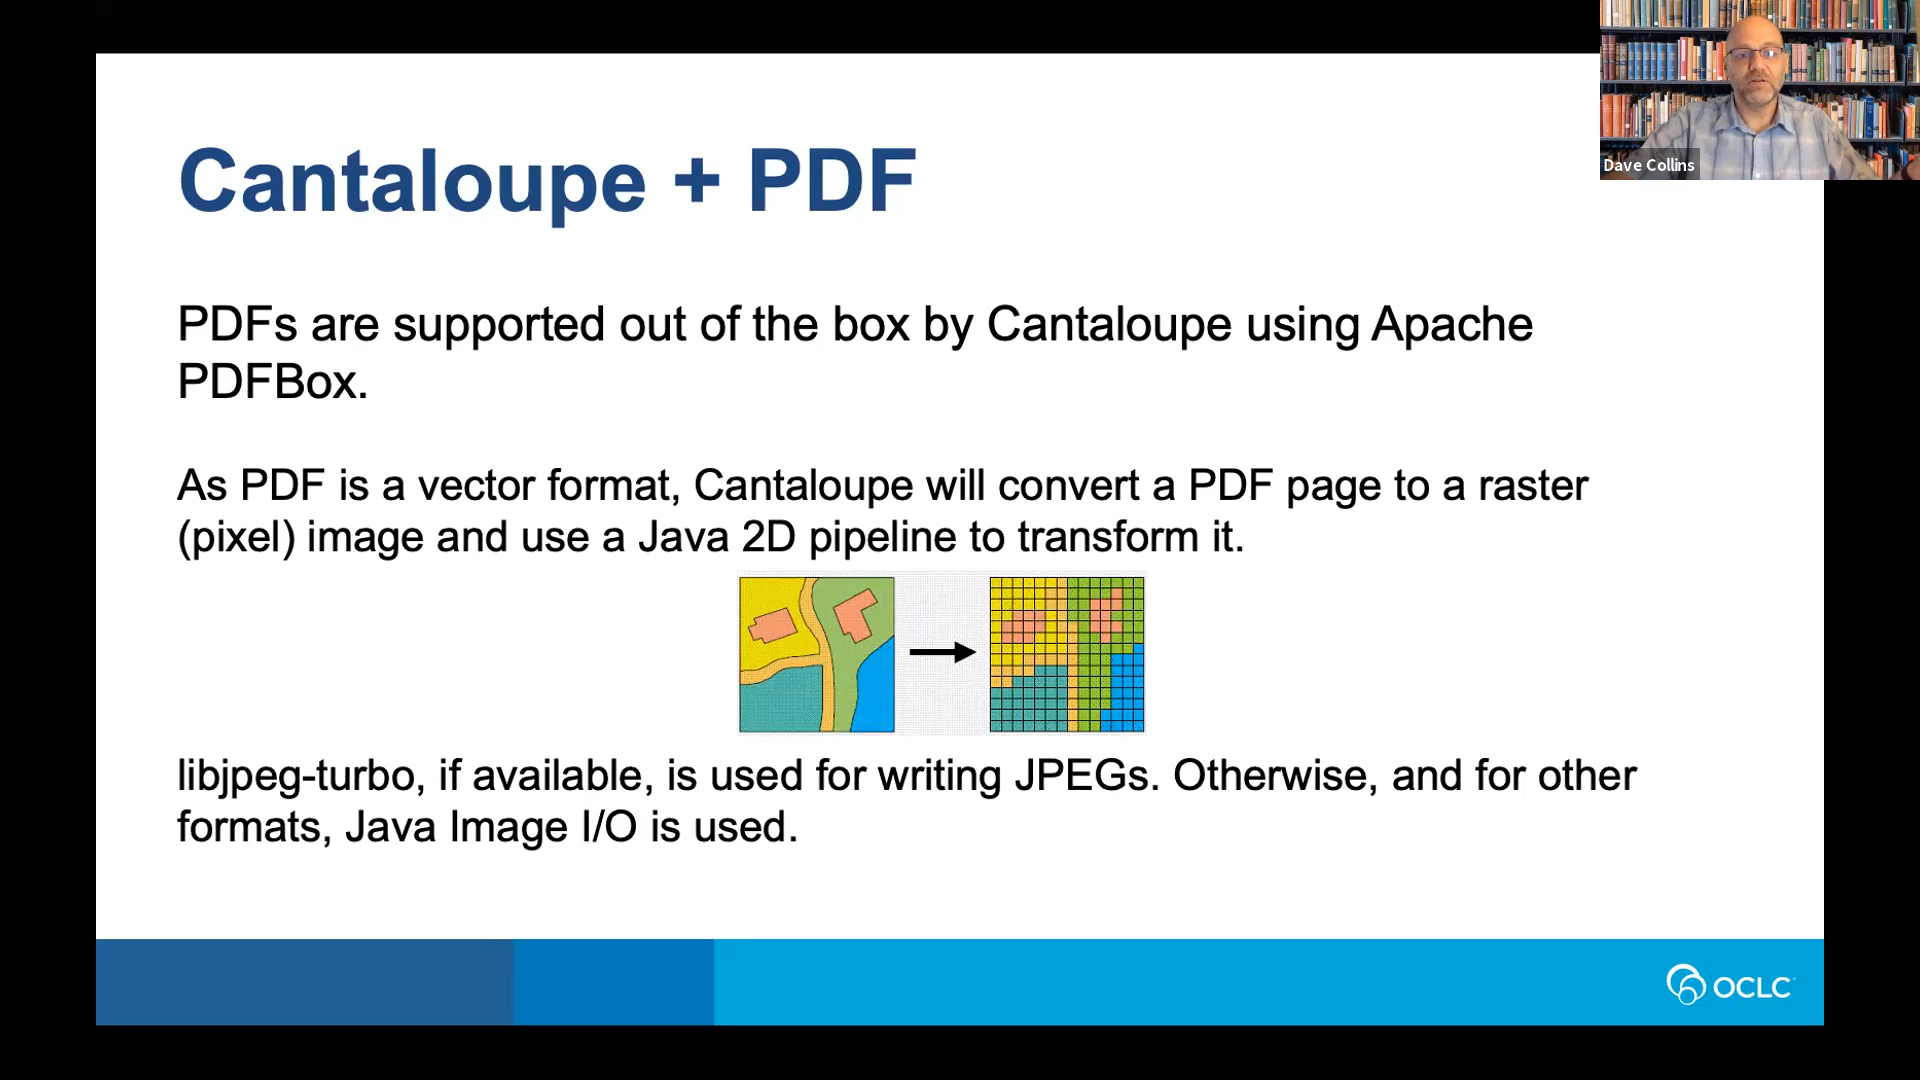 Dave Collins
Cantaloupe + PDF
PDFs are supported out of the box by Cantaloupe using Apache
PDFBox.
As PDF is a vector format, Cantaloupe will convert a PDF page to a raster
(pixel) image and use a Java 2D pipeline to transform it.
libjpeg-turbo, if available, is used for writing JPEGs. Otherwise, and for other
formats, Java Image I/O is used.
OCLC